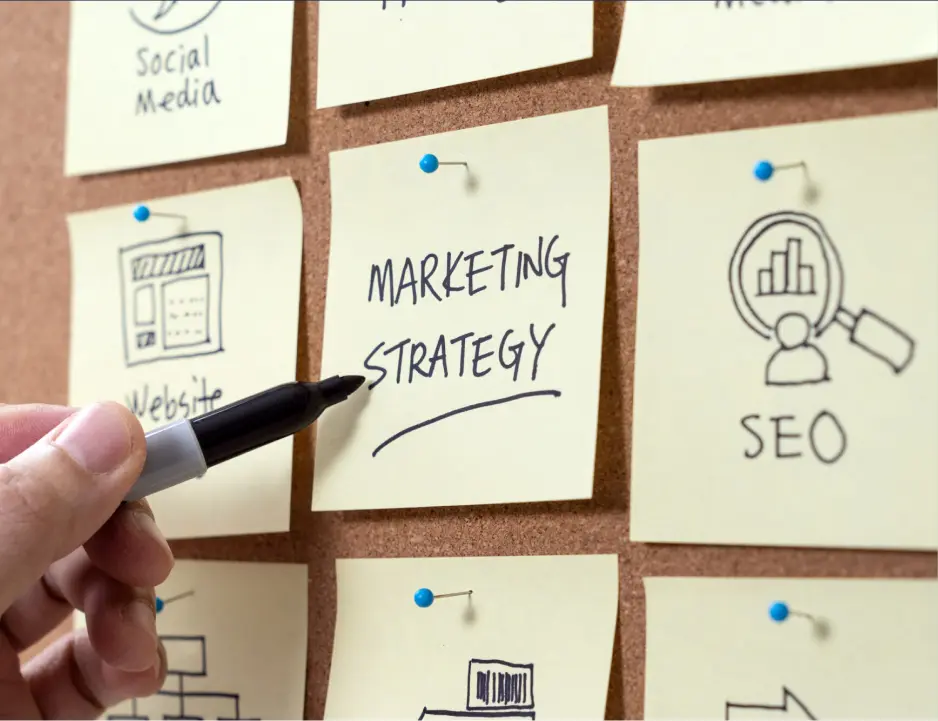 Social
Media
Website
MARKETING
STRATEGY
SEO